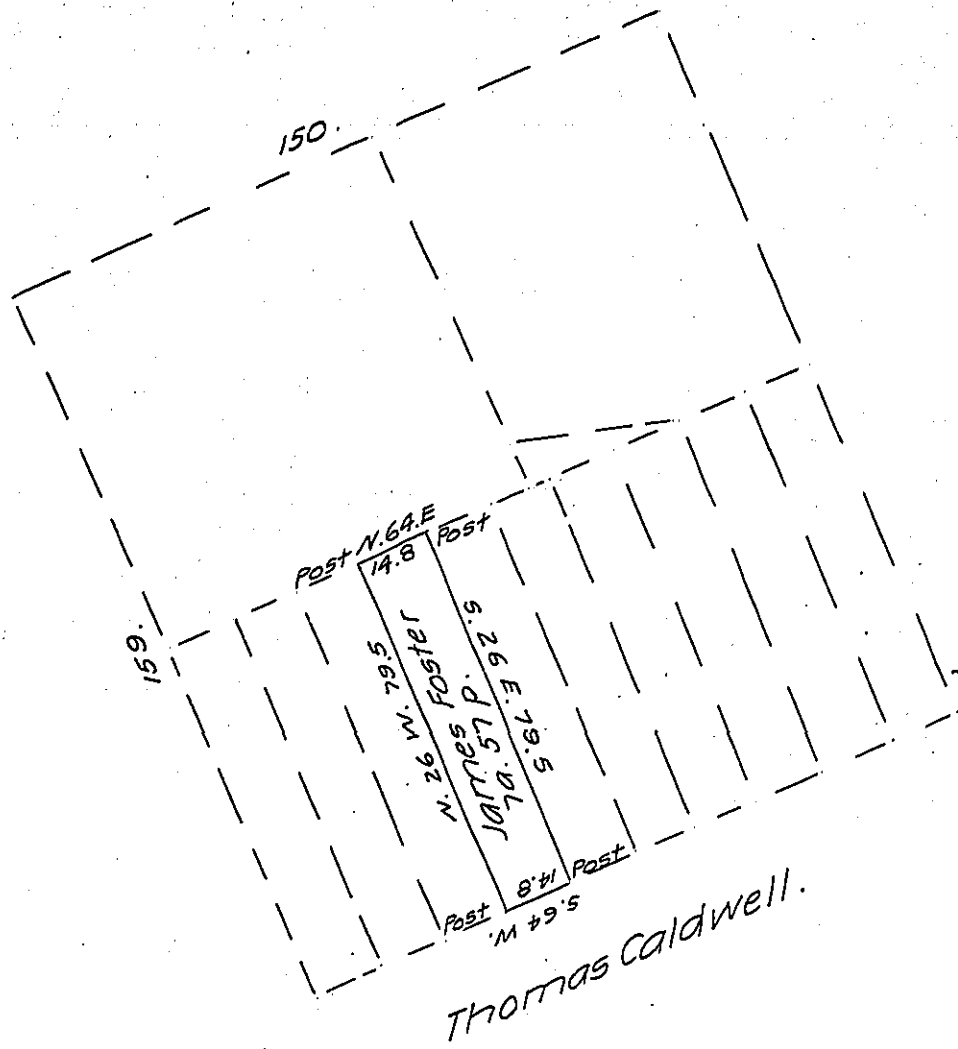 150.
N.64.E
Post
Post
14.8
159.
N. 26 W. 79.5
James Foster
7a. 57 p.
S. 26 E. 78.5
14.8
Post
Post
S. 64 W.
Thomas Caldwell.